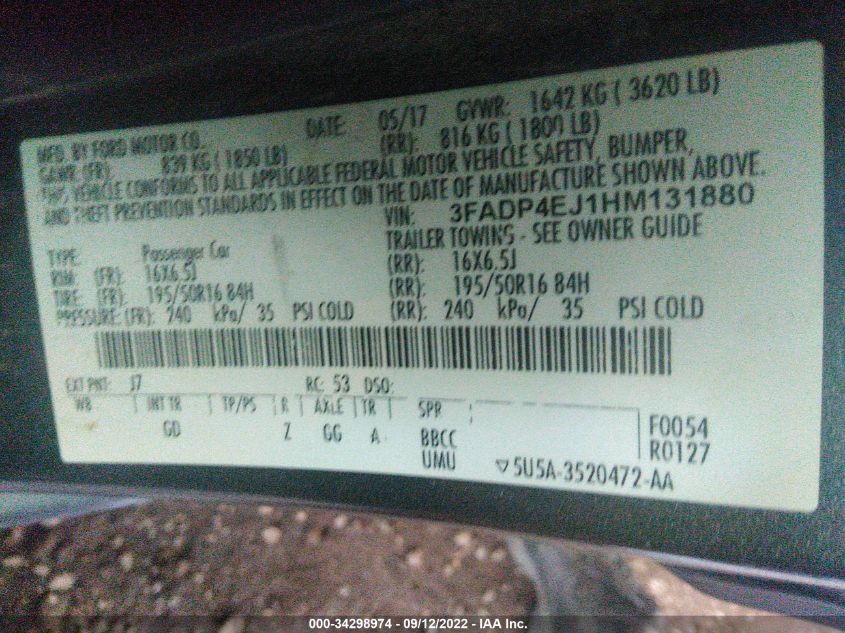 MFD. BY FORD MOTOR CO.
DATE: 05/17 GVWR: 1642 KG ( 3620 LB)
GAWR: (FR): 839 KG ( 1850 LB) (RR): 816 KG ( 1800 LB)
THIS VEHICLE CONFORMS TO ALL APPLICABLE FEDERAL MOTOR VEHICLE SAFETY, BUMPER,
AND THEFT PREVENTION STANDARDS IN EFFECT ON THE DATE OF MANUFACTURE SHOWN ABOVE.
VIN: 3FADP4EJ1HM131880
TYPE: Passenger Car TRAILER TOWING - SEE OWNER GUIDE
RIM: (FR): 16X6.5J (RR): 16X6.5J
TIRE: (FR): 195/50R16 84H (RR): 195/50R16 84H
PRESSURE: (FR): 240 kPa/ 35 PSI COLD (RR): 240 kPa/ 35 PSI COLD
EXT PNT: J7 RC: 53 DSO:
WB INT TR TP/PS R AXLE TR SPR
GD Z GG A BBCC
UMU
F0054
R0127
5U5A-3520472-AA
000-34298974 - 09/12/2022 - IAA Inc.